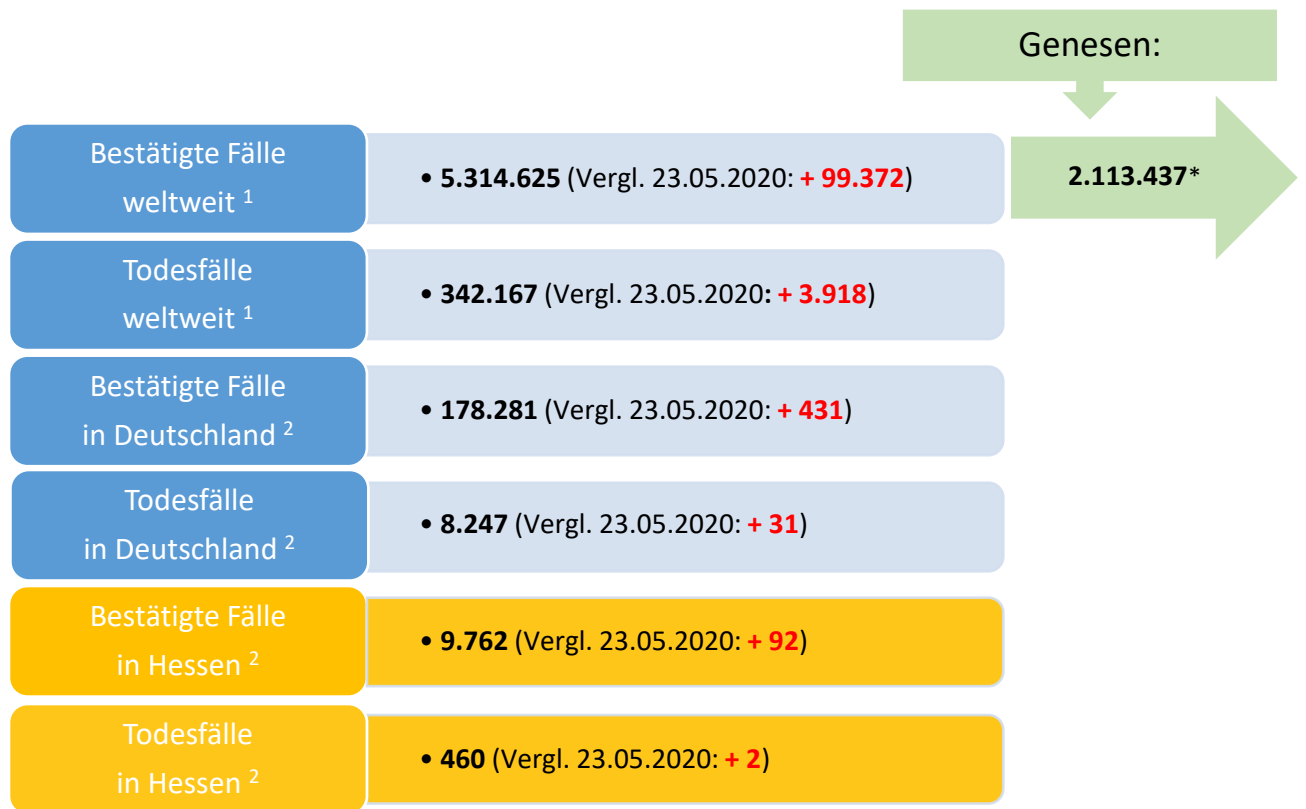 Genesen:
Bestätigte Fälle
weltweit ¹
• 5.314.625 (Vergl. 23.05.2020: + 99.372)
2.113.437*
Todesfälle
weltweit ¹
• 342.167 (Vergl. 23.05.2020: + 3.918)
Bestätigte Fälle
in Deutschland ²
• 178.281 (Vergl. 23.05.2020: + 431)
Todesfälle
in Deutschland ²
• 8.247 (Vergl. 23.05.2020: + 31)
Bestätigte Fälle
in Hessen ²
• 9.762 (Vergl. 23.05.2020: + 92)
Todesfälle
in Hessen ²
• 460 (Vergl. 23.05.2020: + 2)